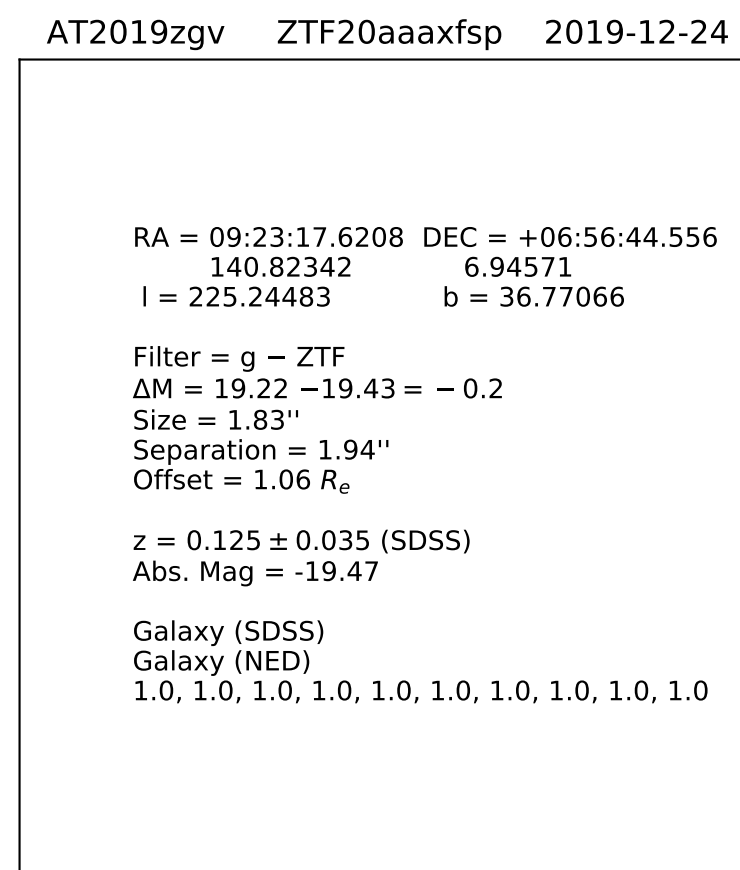 AT2019zgv ZTF20aaaxfsp 2019-12-24
RA = 09:23:17.6208 DEC = +06:56:44.556
140.82342 6.94571
l = 225.24483 b = 36.77066
Filter = g − ZTF
ΔM = 19.22 −19.43 = − 0.2
Size = 1.83''
Separation = 1.94''
Offset = 1.06 Re
z = 0.125 ± 0.035 (SDSS)
Abs. Mag = -19.47
Galaxy (SDSS)
Galaxy (NED)
1.0, 1.0, 1.0, 1.0, 1.0, 1.0, 1.0, 1.0, 1.0, 1.0